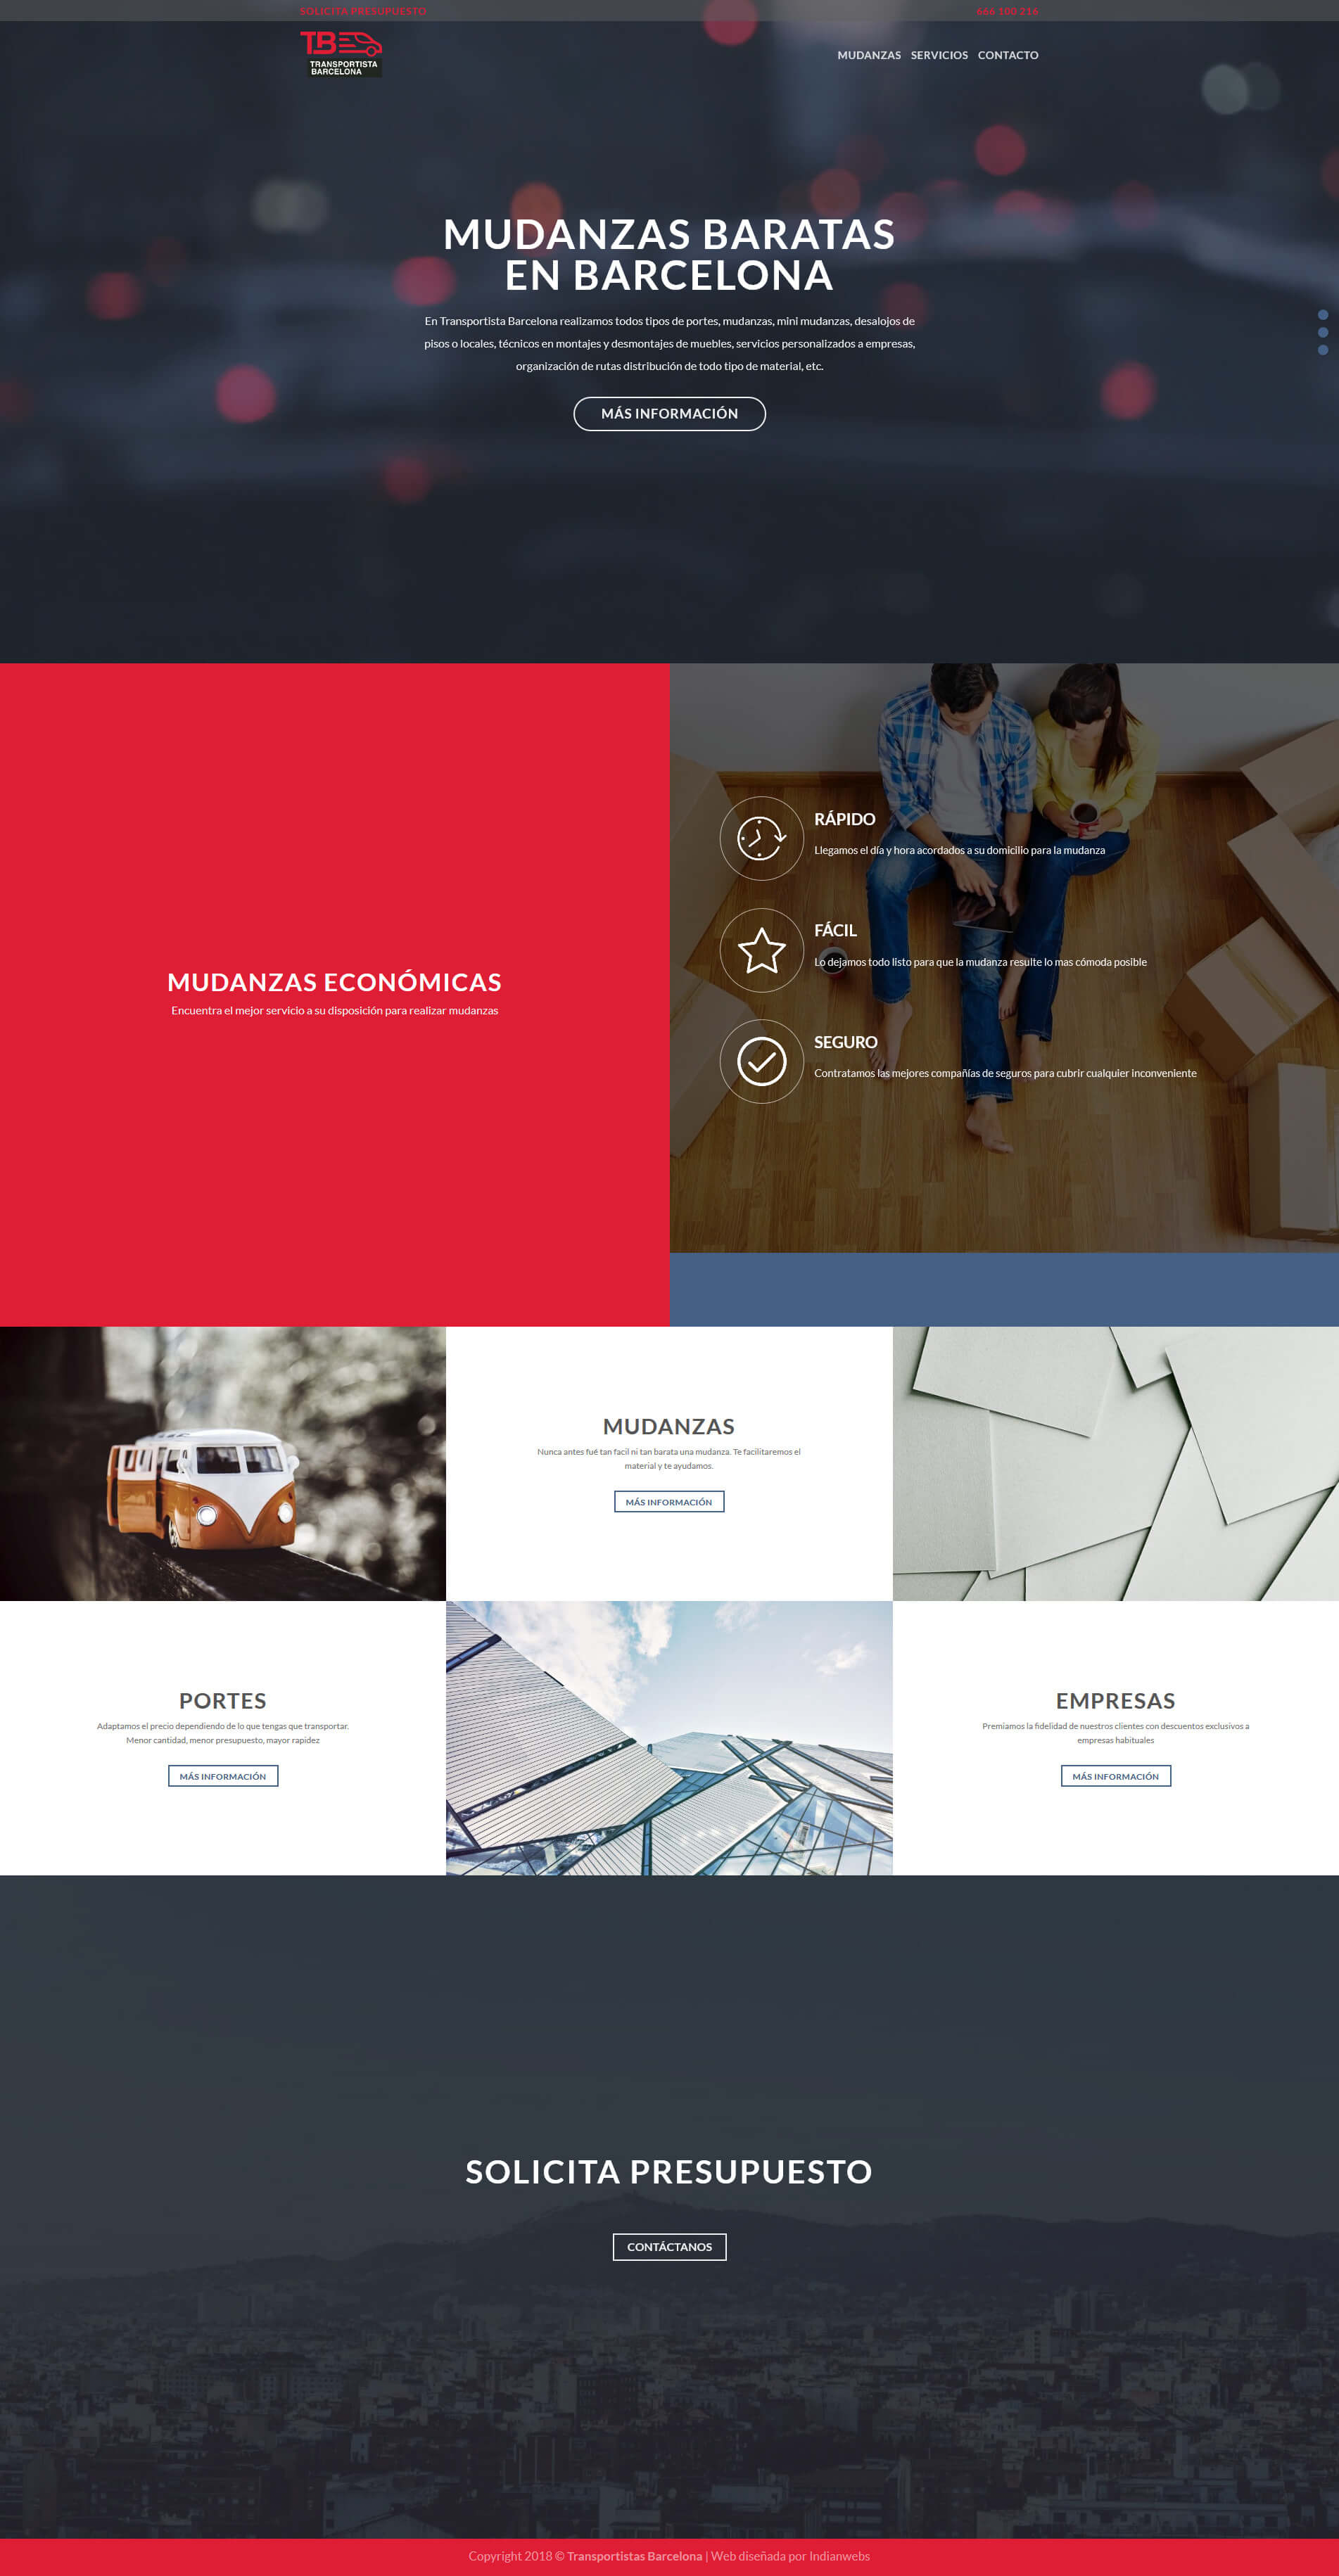 SOLICITA PRESUPUESTO
666 100 216
TB
TRANSPORTISTA
BARCELONA
MUDANZAS SERVICIOS CONTACTO
MUDANZAS BARATAS
EN BARCELONA
En Transportista Barcelona realizamos todos tipos de portes, mudanzas, mini mudanzas, desalojos de
pisos o locales, técnicos en montajes y desmontajes de muebles, servicios personalizados a empresas,
organización de rutas distribución de todo tipo de material, etc.
MÁS INFORMACIÓN
MUDANZAS ECONÓMICAS
Encuentra el mejor servicio a su disposición para realizar mudanzas
RÁPIDO
Llegamos el día y hora acordados a su domicilio para la mudanza
FÁCIL
Lo dejamos todo listo para que la mudanza resulte lo mas cómoda posible
SEGURO
Contratamos las mejores compañías de seguros para cubrir cualquier inconveniente
MUDANZAS
Nunca antes fué tan facil ni tan barata una mudanza. Te facilitaremos el
material y te ayudamos.
MÁS INFORMACIÓN
PORTES
Adaptamos el precio dependiendo de lo que tengas que transportar.
Menor cantidad, menor presupuesto, mayor rapidez
MÁS INFORMACIÓN
EMPRESAS
Premiamos la fidelidad de nuestros clientes con descuentos exclusivos a
empresas habituales
MÁS INFORMACIÓN
SOLICITA PRESUPUESTO
CONTÁCTANOS
Copyright 2018 © Transportistas Barcelona | Web diseñada por Indianwebs